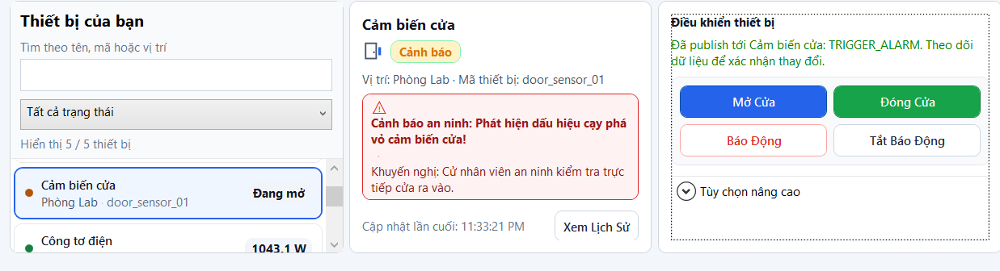 Thiết bị của bạn
Tìm theo tên, mã hoặc vị trí
Tất cả trạng thái
Hiển thị 5 / 5 thiết bị
Cảm biến cửa
Phòng Lab · door_sensor_01
Đang mở
Công tơ điện
1043.1 W
Cảm biến cửa
Cảnh báo
Vị trí: Phòng Lab · Mã thiết bị: door_sensor_01
Cảnh báo an ninh: Phát hiện dấu hiệu cạy phá
vỏ cảm biến cửa!
Khuyến nghị: Cử nhân viên an ninh kiểm tra trực
tiếp cửa ra vào.
Cập nhật lần cuối: 11:33:21 PM
Xem Lịch Sử
Điều khiển thiết bị
Đã publish tới Cảm biến cửa: TRIGGER_ALARM. Theo dõi
dữ liệu để xác nhận thay đổi.
Mở Cửa
Đóng Cửa
Báo Động
Tắt Báo Động
Tùy chọn nâng cao